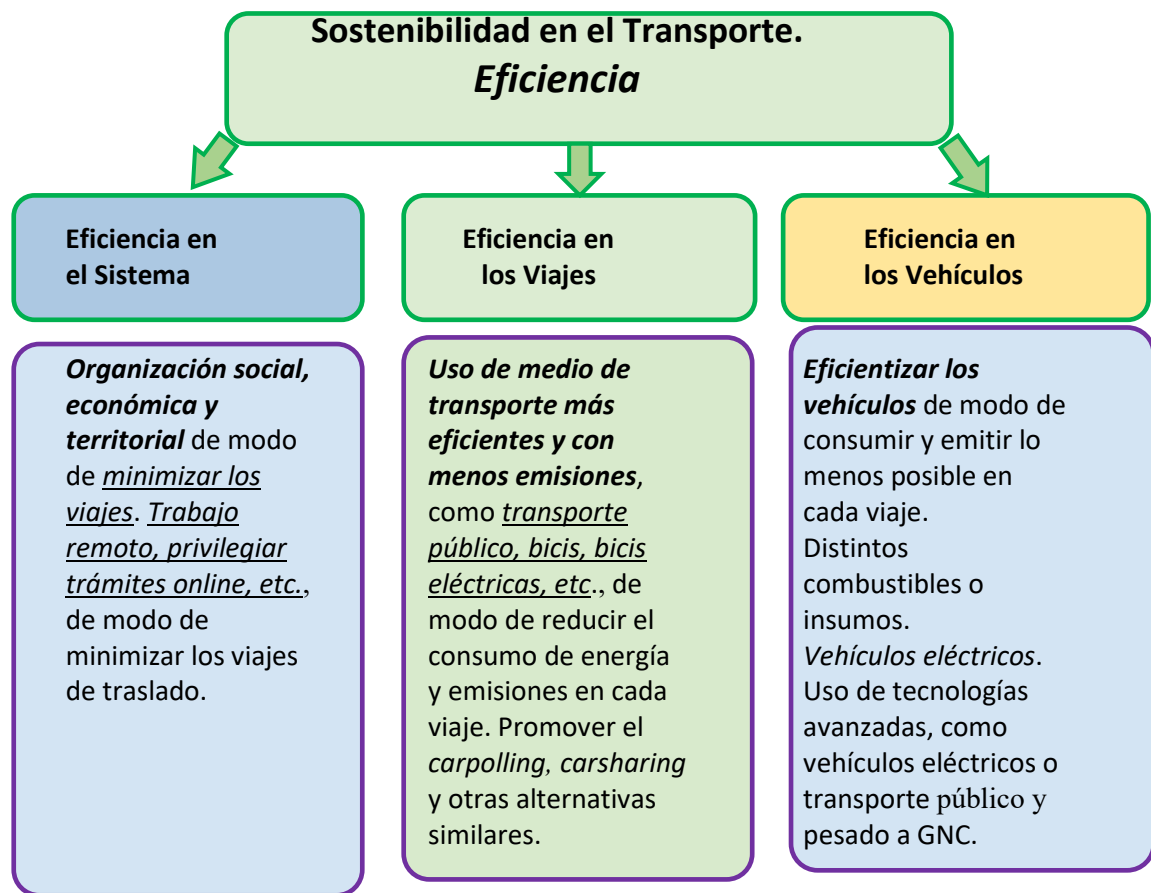 Sostenibilidad en el Transporte.
Eficiencia
Eficiencia en
el Sistema
Eficiencia en
los Viajes
Eficiencia en
los Vehículos
Organización social,
económica y
territorial de modo
de minimizar los
viajes. Trabajo
remoto, privilegiar
trámites online, etc.,
de modo de
minimizar los viajes
de traslado.
Uso de medio de
transporte más
eficientes y con
menos emisiones,
como transporte
público, bicis, bicis
eléctricas, etc., de
modo de reducir el
consumo de energía
y emisiones en cada
viaje. Promover el
carpolling, carsharing
y otras alternativas
similares.
Eficientizar los
vehículos de modo de
consumir y emitir lo
menos posible en
cada viaje.
Distintos
combustibles o
insumos.
Vehículos eléctricos.
Uso de tecnologías
avanzadas, como
vehículos eléctricos o
transporte público y
pesado a GNC.